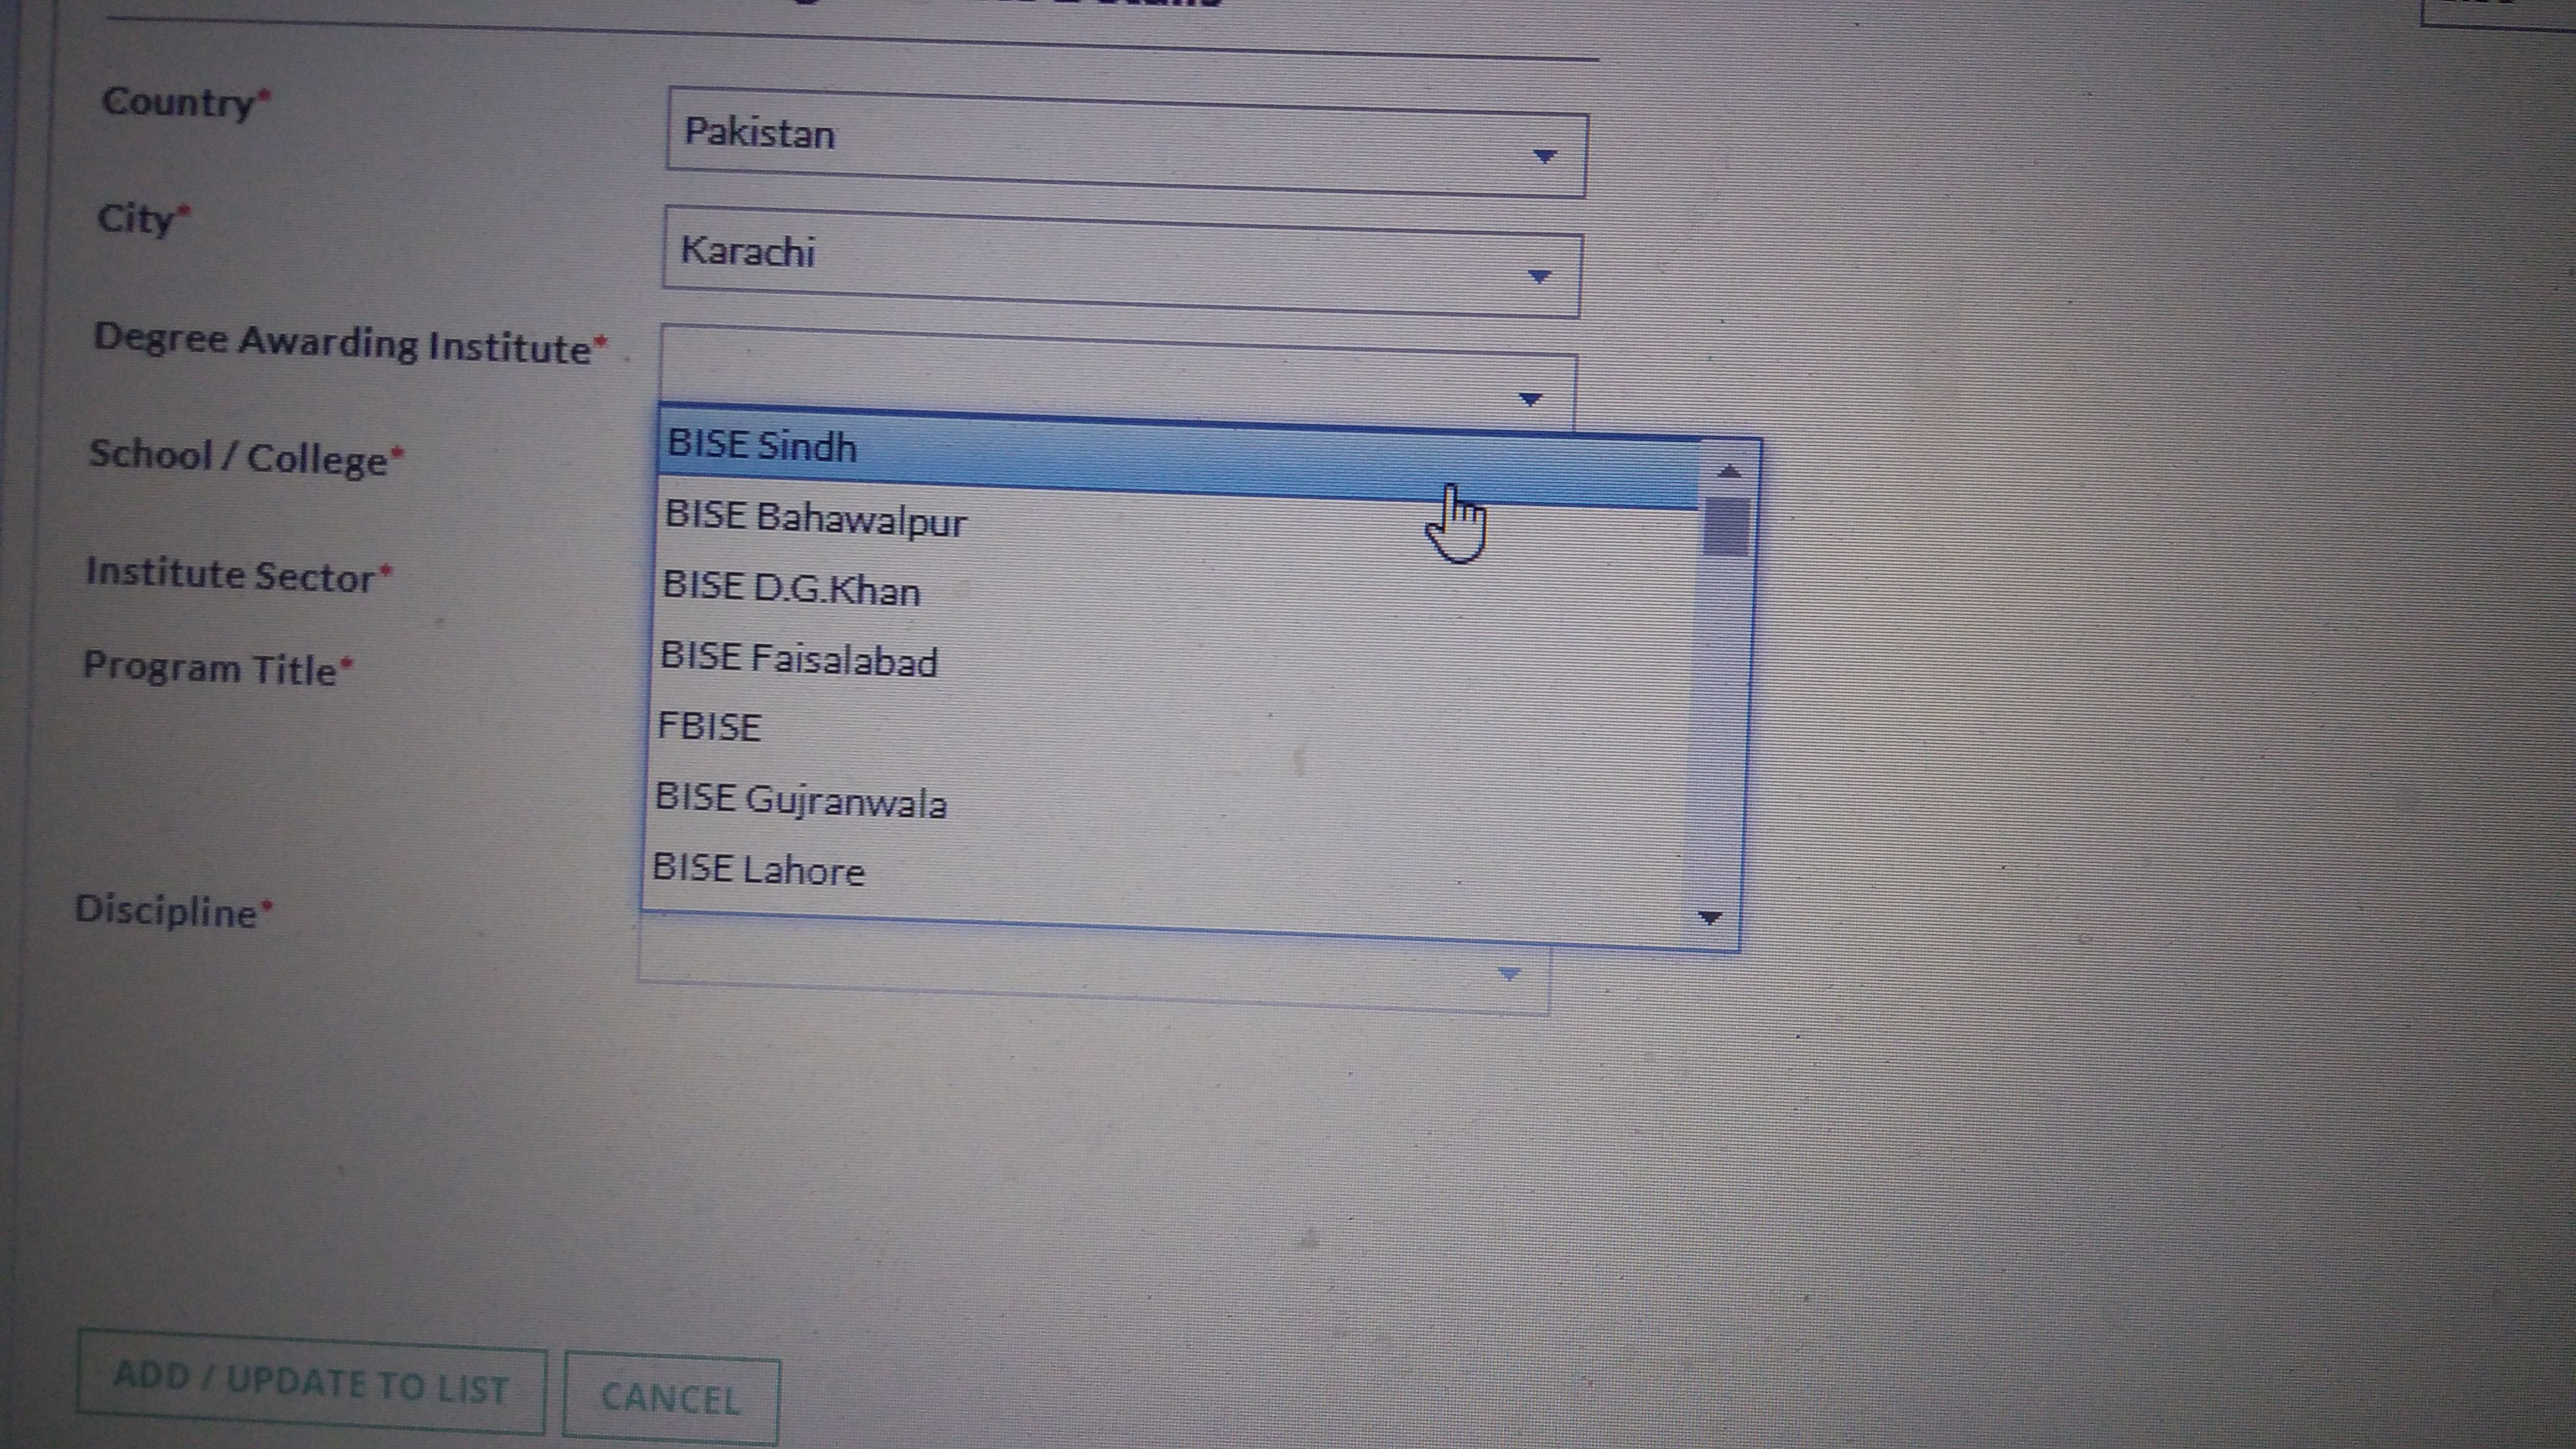 Country*
Pakistan
City*
Karachi
Degree Awarding Institute*
School / College*
BISE Sindh
BISE Bahawalpur
Institute Sector*
BISE D.G.Khan
Program Title*
BISE Faisalabad
FBISE
BISE Gujranwala
BISE Lahore
Discipline*
ADD / UPDATE TO LIST
CANCEL